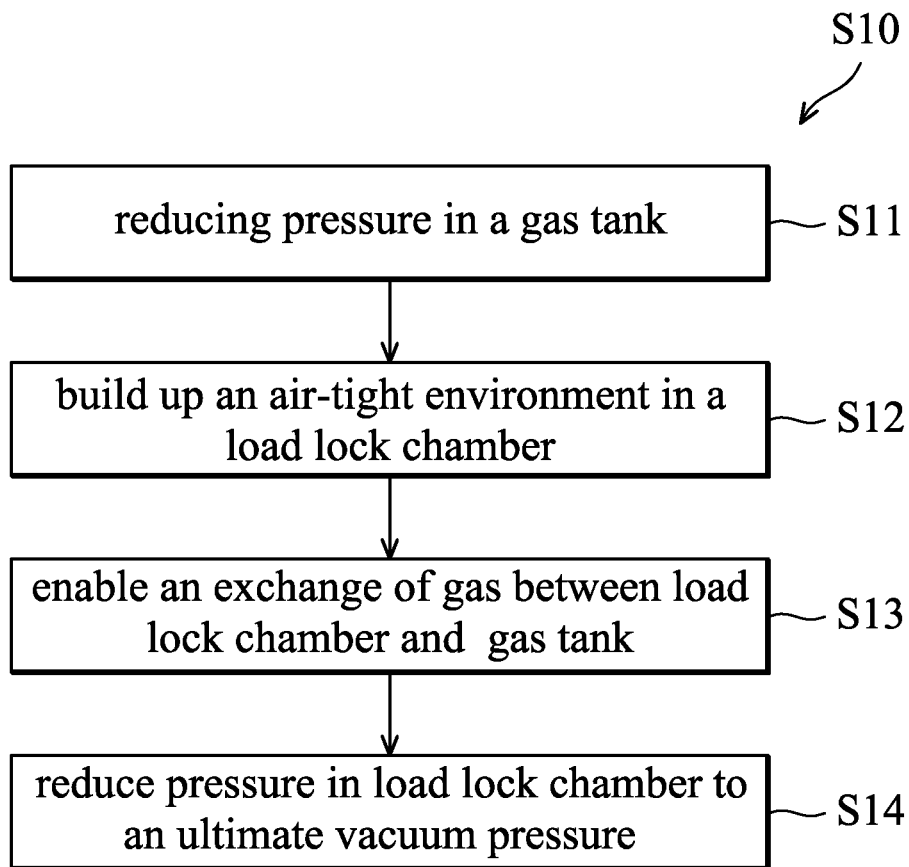 S10
reducing pressure in a gas tank
S11
build up an air-tight environment in a
load lock chamber
S12
enable an exchange of gas between load
lock chamber and gas tank
S13
reduce pressure in load lock chamber to
an ultimate vacuum pressure
S14